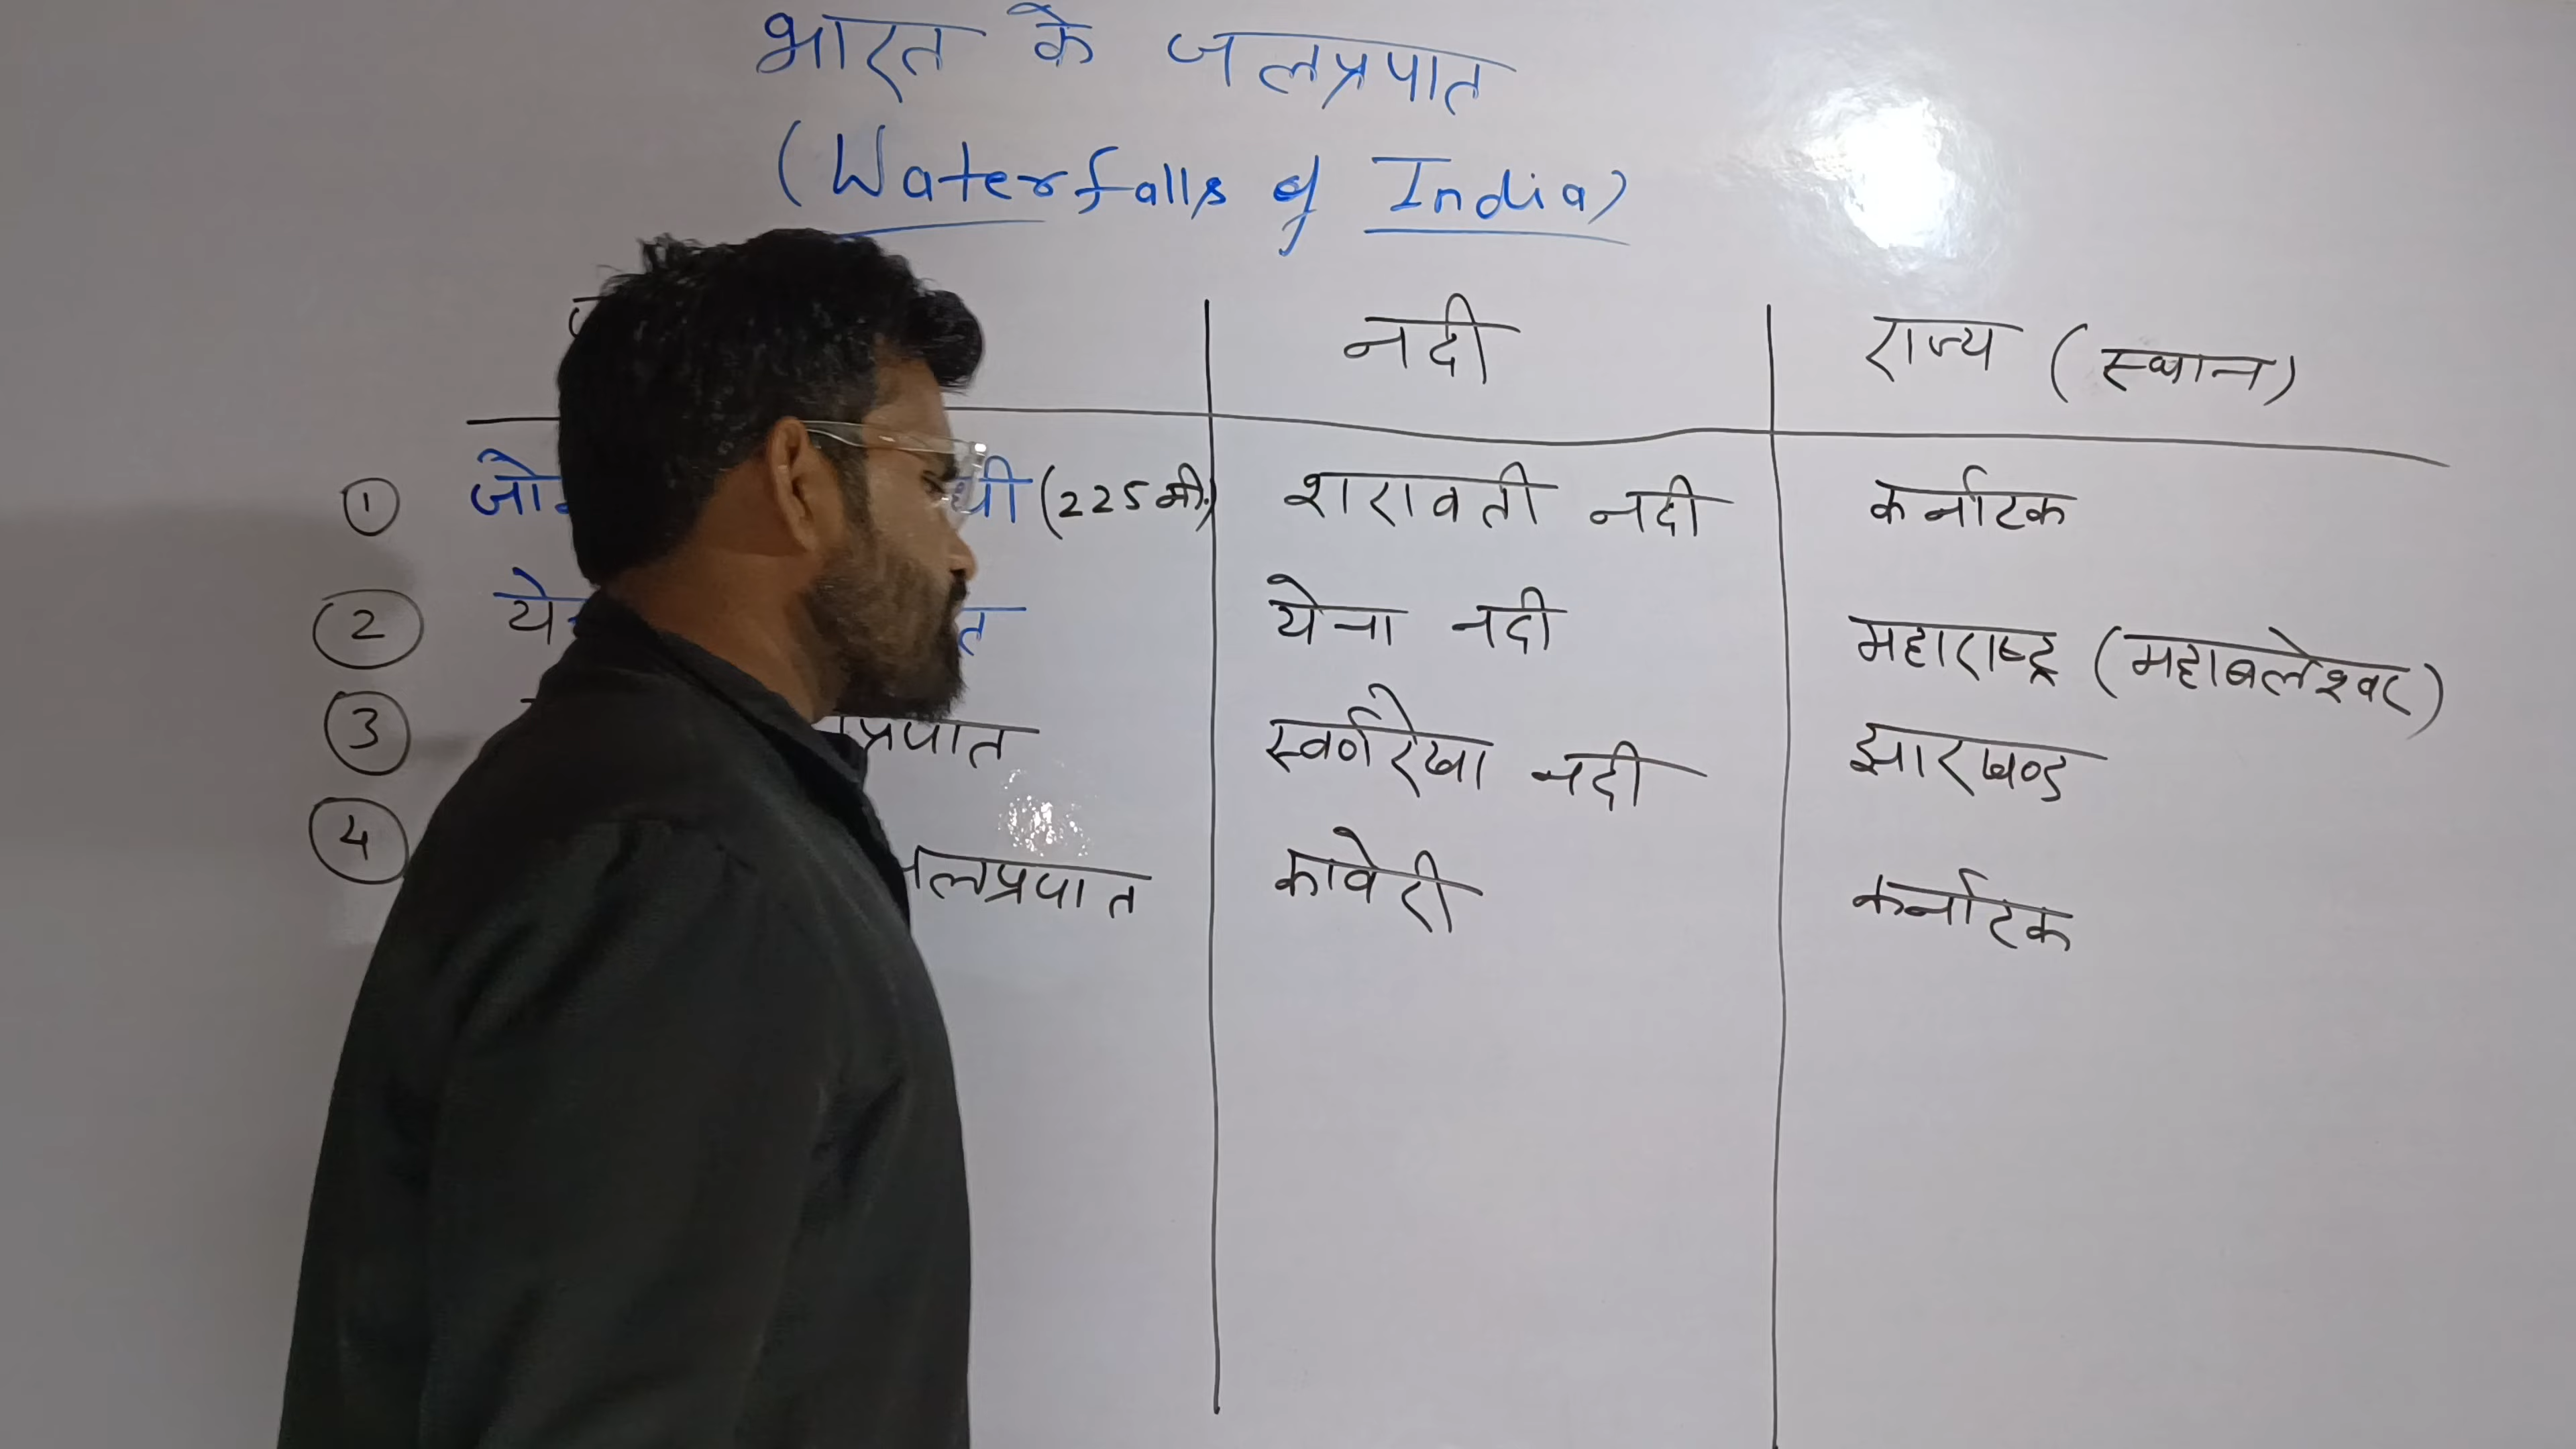 भारत के जलप्रपात
(Waterfalls of India)
नदी राज्य (स्थान)
1 (225 मी.) शरावती नदी कर्नाटक
2 येना नदी महाराष्ट्र (महाबलेश्वर)
3 स्वर्णरेखा नदी झारखण्ड
4 जलप्रपात कावेरी कर्नाटक